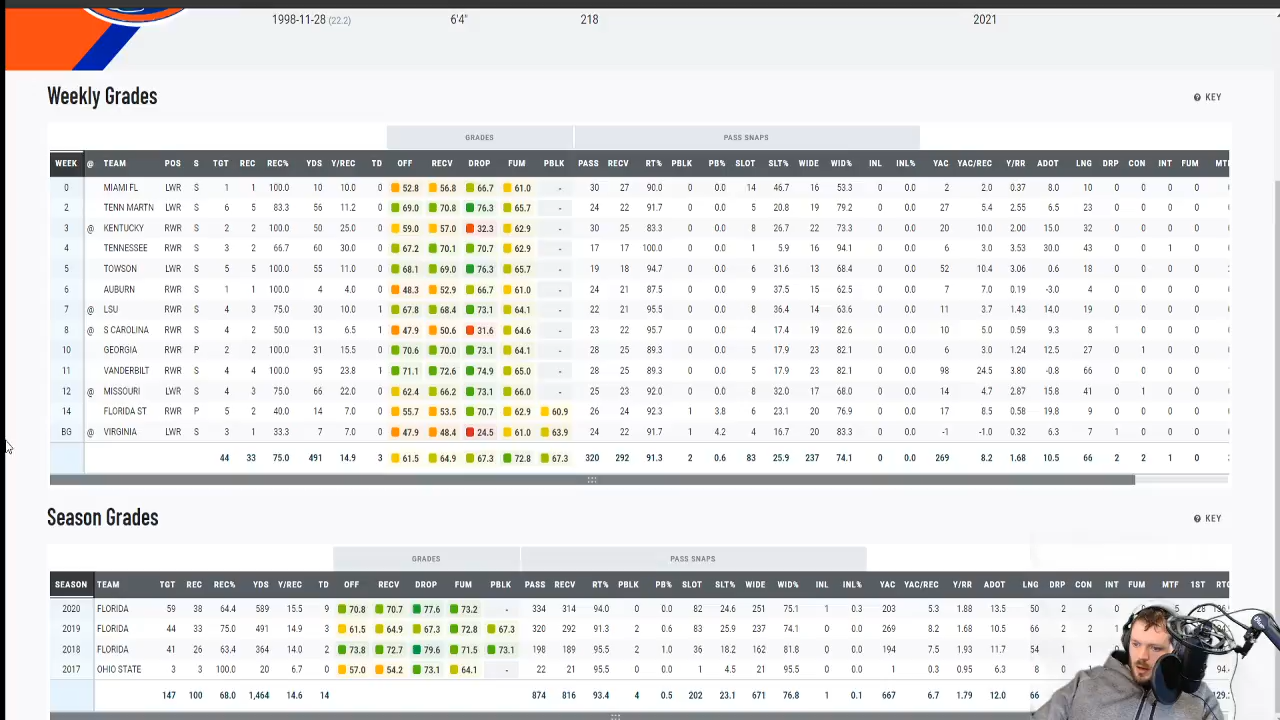 1998-11-28 (22.2) 6'4" 218 2021
Weekly Grades
KEY
GRADES PASS SNAPS
WEEK @ TEAM POS S TGT REC REC% YDS Y/REC TD OFF RECV DROP FUM PBLK PASS RECV RT% PBLK PB% SLOT SLT% WIDE WID% INL INL% YAC YAC/REC Y/RR ADOT LNG DRP CON INT FUM MTF
0 MIAMI FL LWR S 1 1 100.0 10 10.0 0 52.8 56.8 66.7 61.0 - 30 27 90.0 0 0.0 14 46.7 16 53.3 0 0.0 2 2.0 0.37 8.0 10 0 0 0 0
2 TENN MARTN LWR S 6 5 83.3 56 11.2 0 69.0 70.8 76.3 65.7 - 24 22 91.7 0 0.0 5 20.8 19 79.2 0 0.0 27 5.4 2.55 6.5 23 0 0 0 0
3 @ KENTUCKY RWR S 2 2 100.0 50 25.0 0 59.0 57.0 32.3 62.9 - 30 25 83.3 0 0.0 8 26.7 22 73.3 0 0.0 20 10.0 2.00 15.0 32 0 0 0 0
4 TENNESSEE RWR S 3 2 66.7 60 30.0 0 67.2 70.1 70.7 62.9 - 17 17 100.0 0 0.0 1 5.9 16 94.1 0 0.0 6 3.0 3.53 30.0 43 0 0 1 0
5 TOWSON LWR S 5 5 100.0 55 11.0 0 68.1 69.0 76.3 65.7 - 19 18 94.7 0 0.0 6 31.6 13 68.4 0 0.0 52 10.4 3.06 0.6 18 0 0 0 0
6 AUBURN RWR S 1 1 100.0 4 4.0 0 48.3 52.9 66.7 61.0 - 24 21 87.5 0 0.0 9 37.5 15 62.5 0 0.0 7 7.0 0.19 -3.0 4 0 0 0 0
7 @ LSU RWR S 4 3 75.0 30 10.0 1 67.8 68.4 73.1 64.1 - 22 21 95.5 0 0.0 8 36.4 14 63.6 0 0.0 11 3.7 1.43 14.0 19 0 0 0 0
8 @ S CAROLINA RWR S 4 2 50.0 13 6.5 1 47.9 50.6 31.6 64.6 - 23 22 95.7 0 0.0 4 17.4 19 82.6 0 0.0 10 5.0 0.59 9.3 8 1 0 0 0
10 GEORGIA RWR P 2 2 100.0 31 15.5 0 70.6 70.0 73.1 64.1 - 28 25 89.3 0 0.0 5 17.9 23 82.1 0 0.0 6 3.0 1.24 12.5 27 0 1 0 0
11 VANDERBILT RWR S 4 4 100.0 95 23.8 1 71.1 72.6 74.9 65.0 - 28 25 89.3 0 0.0 5 17.9 23 82.1 0 0.0 98 24.5 3.80 -0.8 66 0 0 0 0
12 @ MISSOURI LWR S 4 3 75.0 66 22.0 0 62.4 66.2 73.1 66.0 - 25 23 92.0 0 0.0 8 32.0 17 68.0 0 0.0 14 4.7 2.87 15.8 41 0 0 0 0
14 FLORIDA ST RWR P 5 2 40.0 14 7.0 0 55.7 53.5 70.7 62.9 60.9 26 24 92.3 1 3.8 6 23.1 20 76.9 0 0.0 17 8.5 0.58 19.8 9 0 1 0 0
BG @ VIRGINIA LWR S 3 1 33.3 7 7.0 0 47.9 48.4 24.5 61.0 63.9 24 22 91.7 1 4.2 4 16.7 20 83.3 0 0.0 -1 -1.0 0.32 6.3 7 1 0 0 0
44 33 75.0 491 14.9 3 61.5 64.9 67.3 72.8 67.3 320 292 91.3 2 0.6 83 25.9 237 74.1 0 0.0 269 8.2 1.68 10.5 66 2 2 1 0
Season Grades
KEY
GRADES PASS SNAPS
SEASON TEAM TGT REC REC% YDS Y/REC TD OFF RECV DROP FUM PBLK PASS RECV RT% PBLK PB% SLOT SLT% WIDE WID% INL INL% YAC YAC/REC Y/RR ADOT LNG DRP CON INT FUM MTF 1ST
2020 FLORIDA 59 38 64.4 589 15.5 9 70.8 70.7 77.6 73.2 - 334 314 94.0 0 0.0 82 24.6 251 75.1 1 0.3 203 5.3 1.88 13.5 50 2 6
2019 FLORIDA 44 33 75.0 491 14.9 3 61.5 64.9 67.3 72.8 67.3 320 292 91.3 2 0.6 83 25.9 237 74.1 0 0.0 269 8.2 1.68 10.5 66 2 2
2018 FLORIDA 41 26 63.4 364 14.0 2 73.8 72.7 79.6 71.5 73.1 198 189 95.5 2 1.0 36 18.2 162 81.8 0 0.0 194 7.5 1.93 11.7 54 1
2017 OHIO STATE 3 3 100.0 20 6.7 0 57.0 54.2 73.1 64.1 - 22 21 95.5 0 0.0 1 4.5 21 95.5 0 0.0 1 0.3 0.95 6.3 8 0
147 100 68.0 1,464 14.6 14 874 816 93.4 4 0.5 202 23.1 671 76.8 1 0.1 667 6.7 1.79 12.0 66